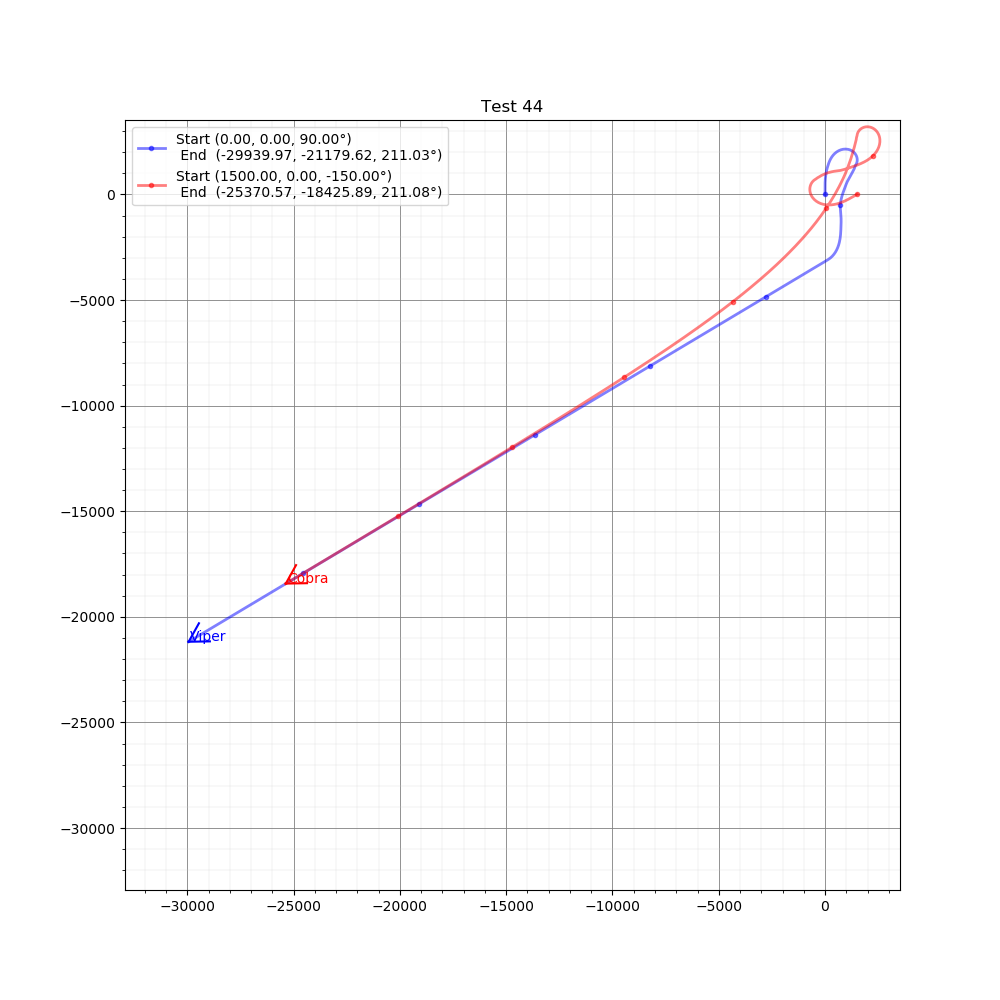 Test 44
Start (0.00, 0.00, 90.00°)
End (-29939.97, -21179.62, 211.03°)
Start (1500.00, 0.00, -150.00°)
End (-25370.57, -18425.89, 211.08°)
0
−5000
−10000
−15000
−20000
−25000
−30000
Cobra
Viper
−30000 −25000 −20000 −15000 −10000 −5000 0